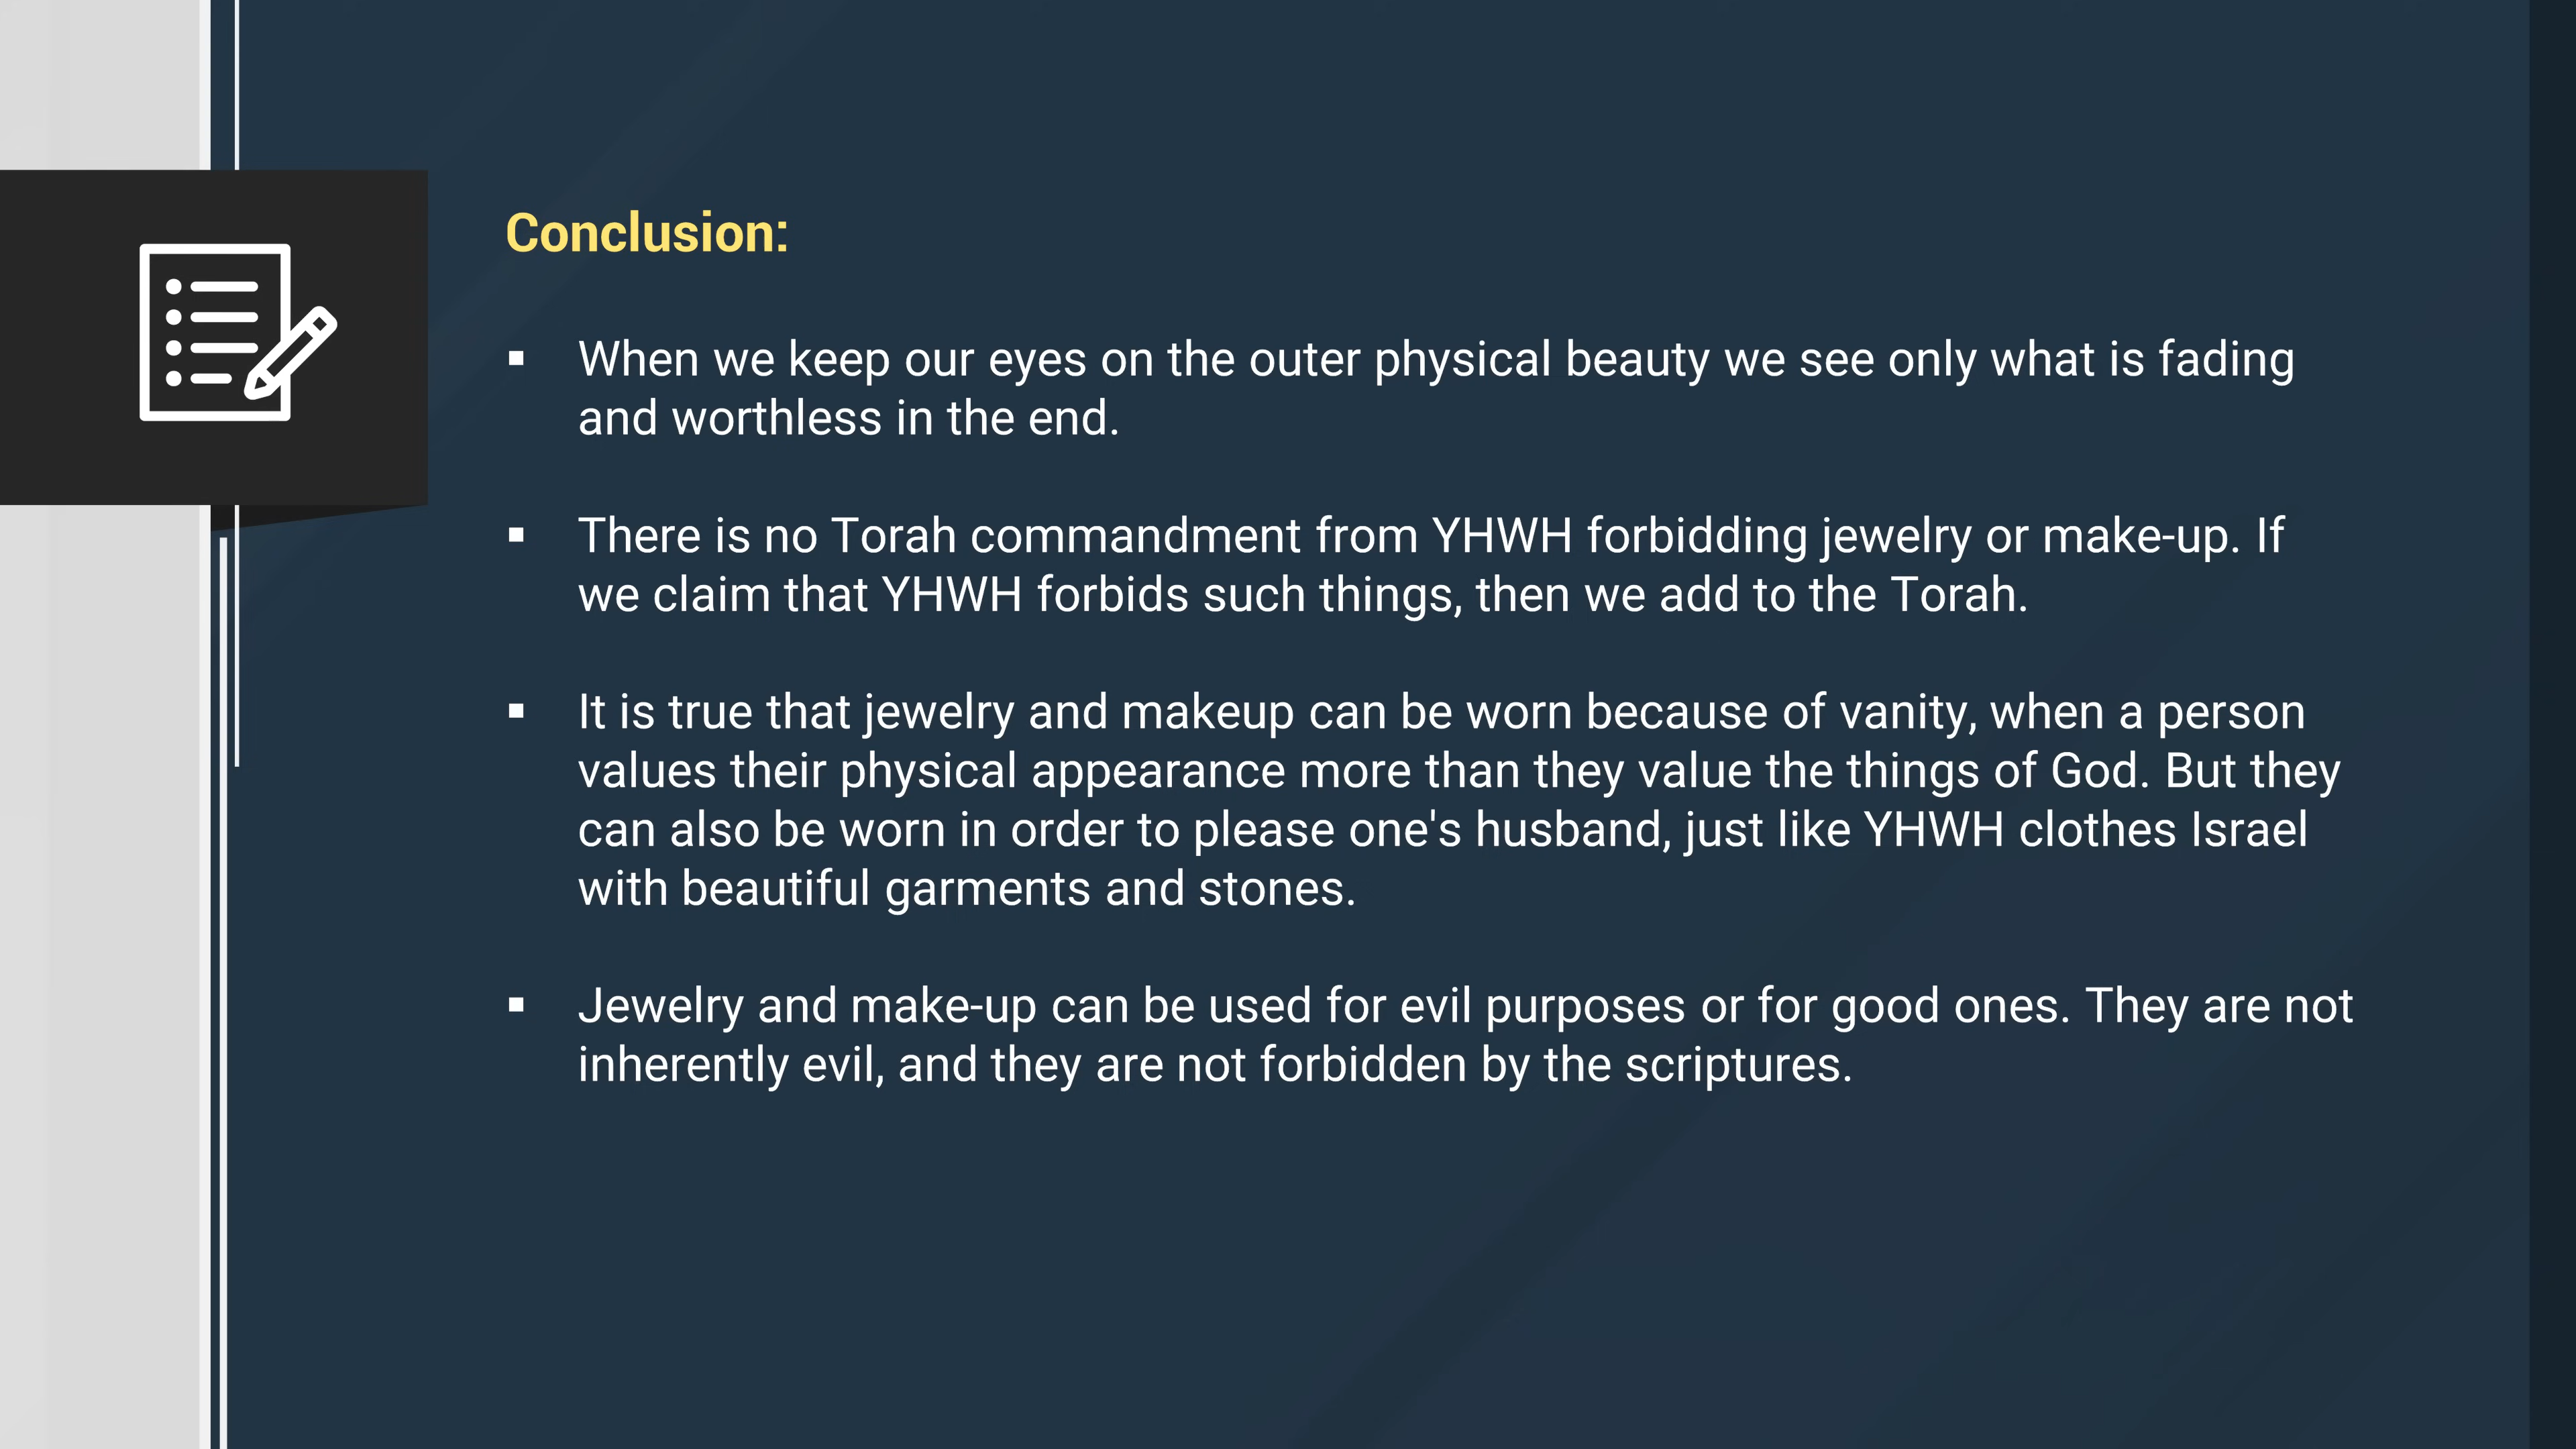 Conclusion:
▪ When we keep our eyes on the outer physical beauty we see only what is fading
and worthless in the end.
▪ There is no Torah commandment from YHWH forbidding jewelry or make-up. If
we claim that YHWH forbids such things, then we add to the Torah.
▪ It is true that jewelry and makeup can be worn because of vanity, when a person
values their physical appearance more than they value the things of God. But they
can also be worn in order to please one's husband, just like YHWH clothes Israel
with beautiful garments and stones.
▪ Jewelry and make-up can be used for evil purposes or for good ones. They are not
inherently evil, and they are not forbidden by the scriptures.